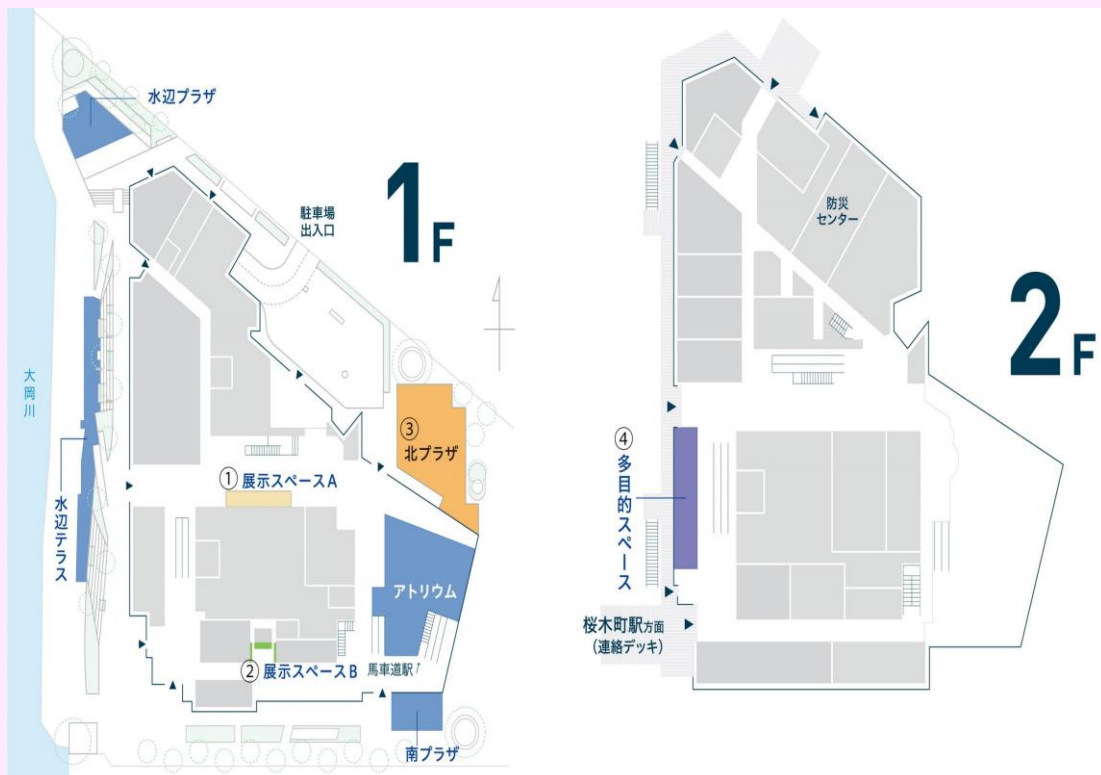 水辺プラザ
1F
駐車場
出入口
大岡川
③
北プラザ
① 展示スペースA
水辺テラス
アトリウム
② 展示スペースB
馬車道駅
南プラザ
2F
防災
センター
④多目的スペース
桜木町駅方面
(連絡デッキ)